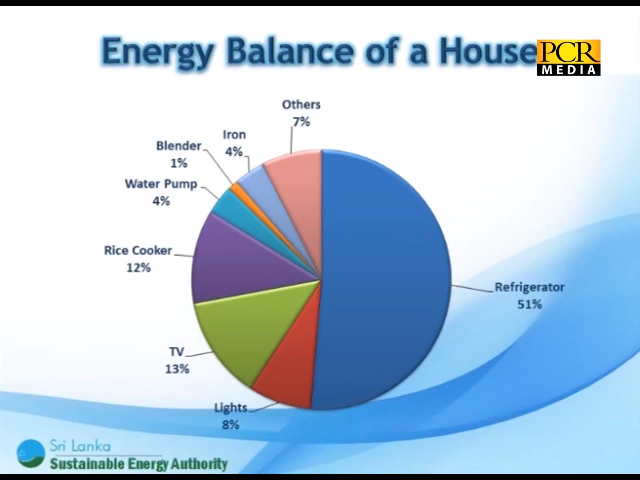 Energy Balance of a House
PCR
MEDIA
Others
7%
Iron
4%
Blender
1%
Water Pump
4%
Rice Cooker
12%
Refrigerator
51%
TV
13%
Lights
8%
Sri Lanka
Sustainable Energy Authority